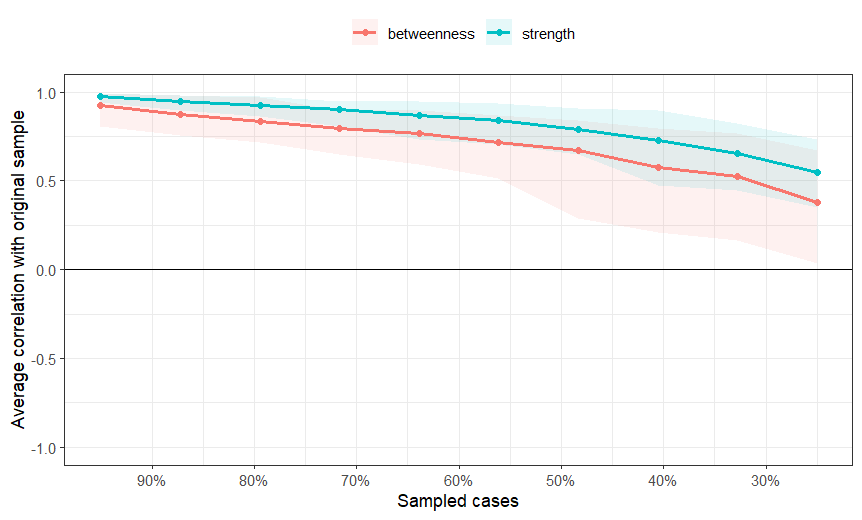 betweenness strength
Average correlation with original sample
1.0
0.5
0.0
-0.5
-1.0
90% 80% 70% 60% 50% 40% 30%
Sampled cases